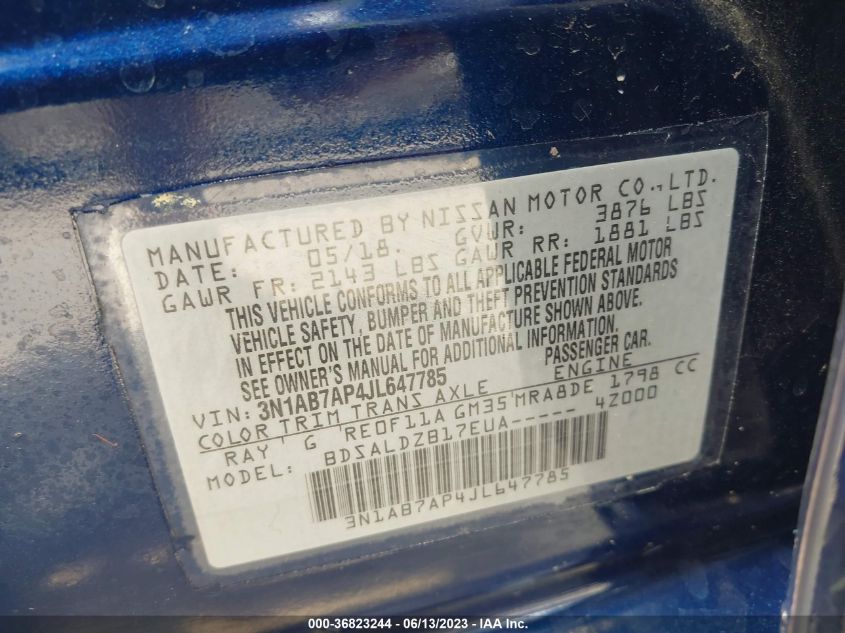 MANUFACTURED BY NISSAN MOTOR CO.,LTD.
DATE: 05/18. GVWR: 3876 LBS
GAWR FR: 2143 LBS GAWR RR: 1881 LBS
THIS VEHICLE CONFORMS TO ALL APPLICABLE FEDERAL MOTOR
VEHICLE SAFETY, BUMPER AND THEFT PREVENTION STANDARDS
IN EFFECT ON THE DATE OF MANUFACTURE SHOWN ABOVE.
SEE OWNER'S MANUAL FOR ADDITIONAL INFORMATION.
VIN: 3N1AB7AP4JL647785 PASSENGER CAR.
COLOR TRIM TRANS AXLE ENGINE
RAY G RE0F11A GM35 MRA8DE 1798 CC
MODEL: BDSALDZB17EUA----- 4Z000
3N1AB7AP4JL647785
000-36823244 - 06/13/2023 - IAA Inc.